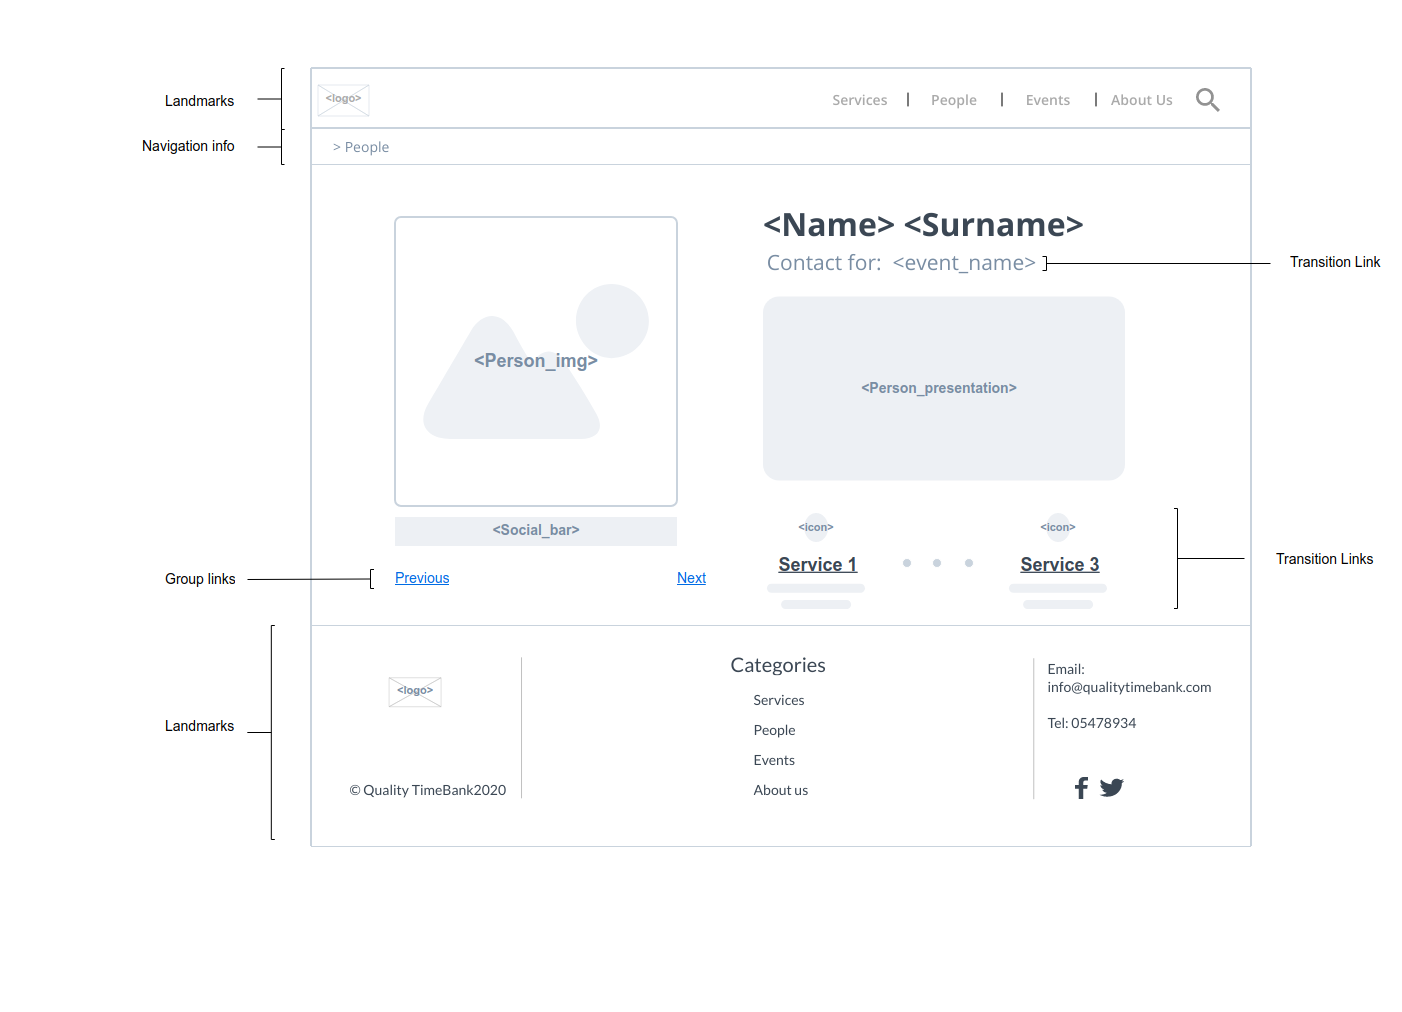 Landmarks
<logo>
Services
People
Events
About Us
Navigation info
> People
<Name> <Surname>
Contact for: <event_name>
Transition Link
<Person_img>
<Person_presentation>
<Social_bar>
<icon>
<icon>
Service 1
Service 3
Transition Links
Group links
Previous
Next
Landmarks
<logo>
© Quality TimeBank2020
Categories
Services
People
Events
About us
Email:
info@qualitytimebank.com
Tel: 05478934